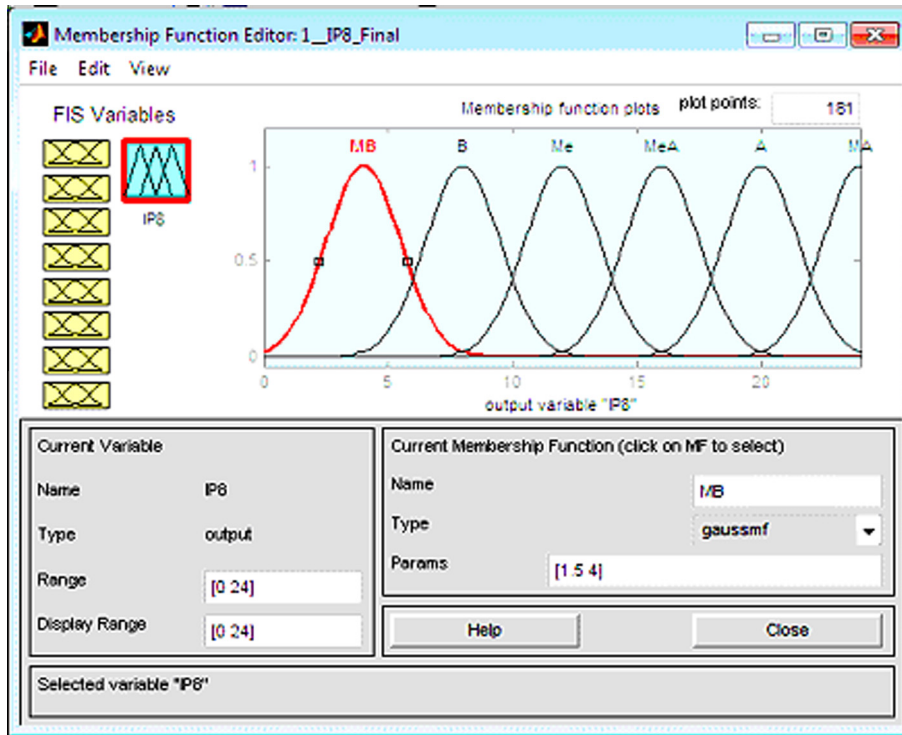 Membership Function Editor: 1__IP8_Final
File Edit View
FIS Variables
IP8
Membership function plots plot points: 181
MB B Me MeA A MA
1
0.5
0
0 5 10 15 20
output variable "IP8"
Current Variable
Name IP8
Type output
Range [0 24]
Display Range [0 24]
Current Membership Function (click on MF to select)
Name MB
Type gaussmf
Params [1.5 4]
Help Close
Selected variable "IP8"